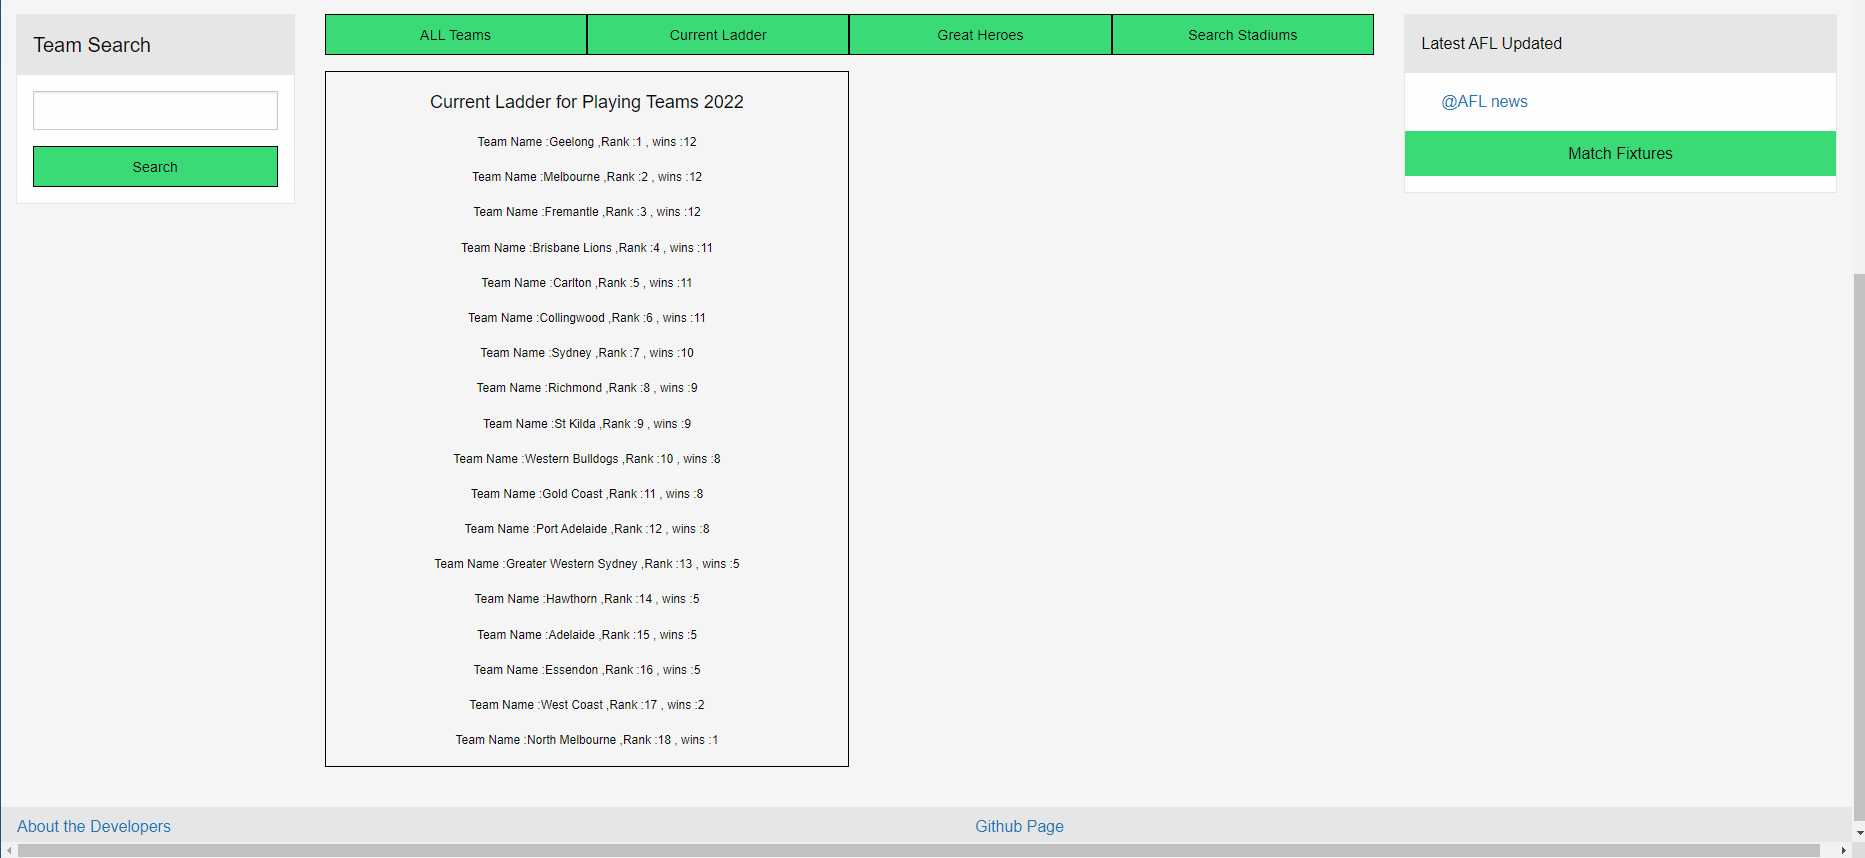 Team Search
Search
ALL Teams
Current Ladder
Great Heroes
Search Stadiums
Current Ladder for Playing Teams 2022
Team Name :Geelong ,Rank :1 , wins :12
Team Name :Melbourne ,Rank :2 , wins :12
Team Name :Fremantle ,Rank :3 , wins :12
Team Name :Brisbane Lions ,Rank :4 , wins :11
Team Name :Carlton ,Rank :5 , wins :11
Team Name :Collingwood ,Rank :6 , wins :11
Team Name :Sydney ,Rank :7 , wins :10
Team Name :Richmond ,Rank :8 , wins :9
Team Name :St Kilda ,Rank :9 , wins :9
Team Name :Western Bulldogs ,Rank :10 , wins :8
Team Name :Gold Coast ,Rank :11 , wins :8
Team Name :Port Adelaide ,Rank :12 , wins :8
Team Name :Greater Western Sydney ,Rank :13 , wins :5
Team Name :Hawthorn ,Rank :14 , wins :5
Team Name :Adelaide ,Rank :15 , wins :5
Team Name :Essendon ,Rank :16 , wins :5
Team Name :West Coast ,Rank :17 , wins :2
Team Name :North Melbourne ,Rank :18 , wins :1
Latest AFL Updated
@AFL news
Match Fixtures
About the Developers
Github Page